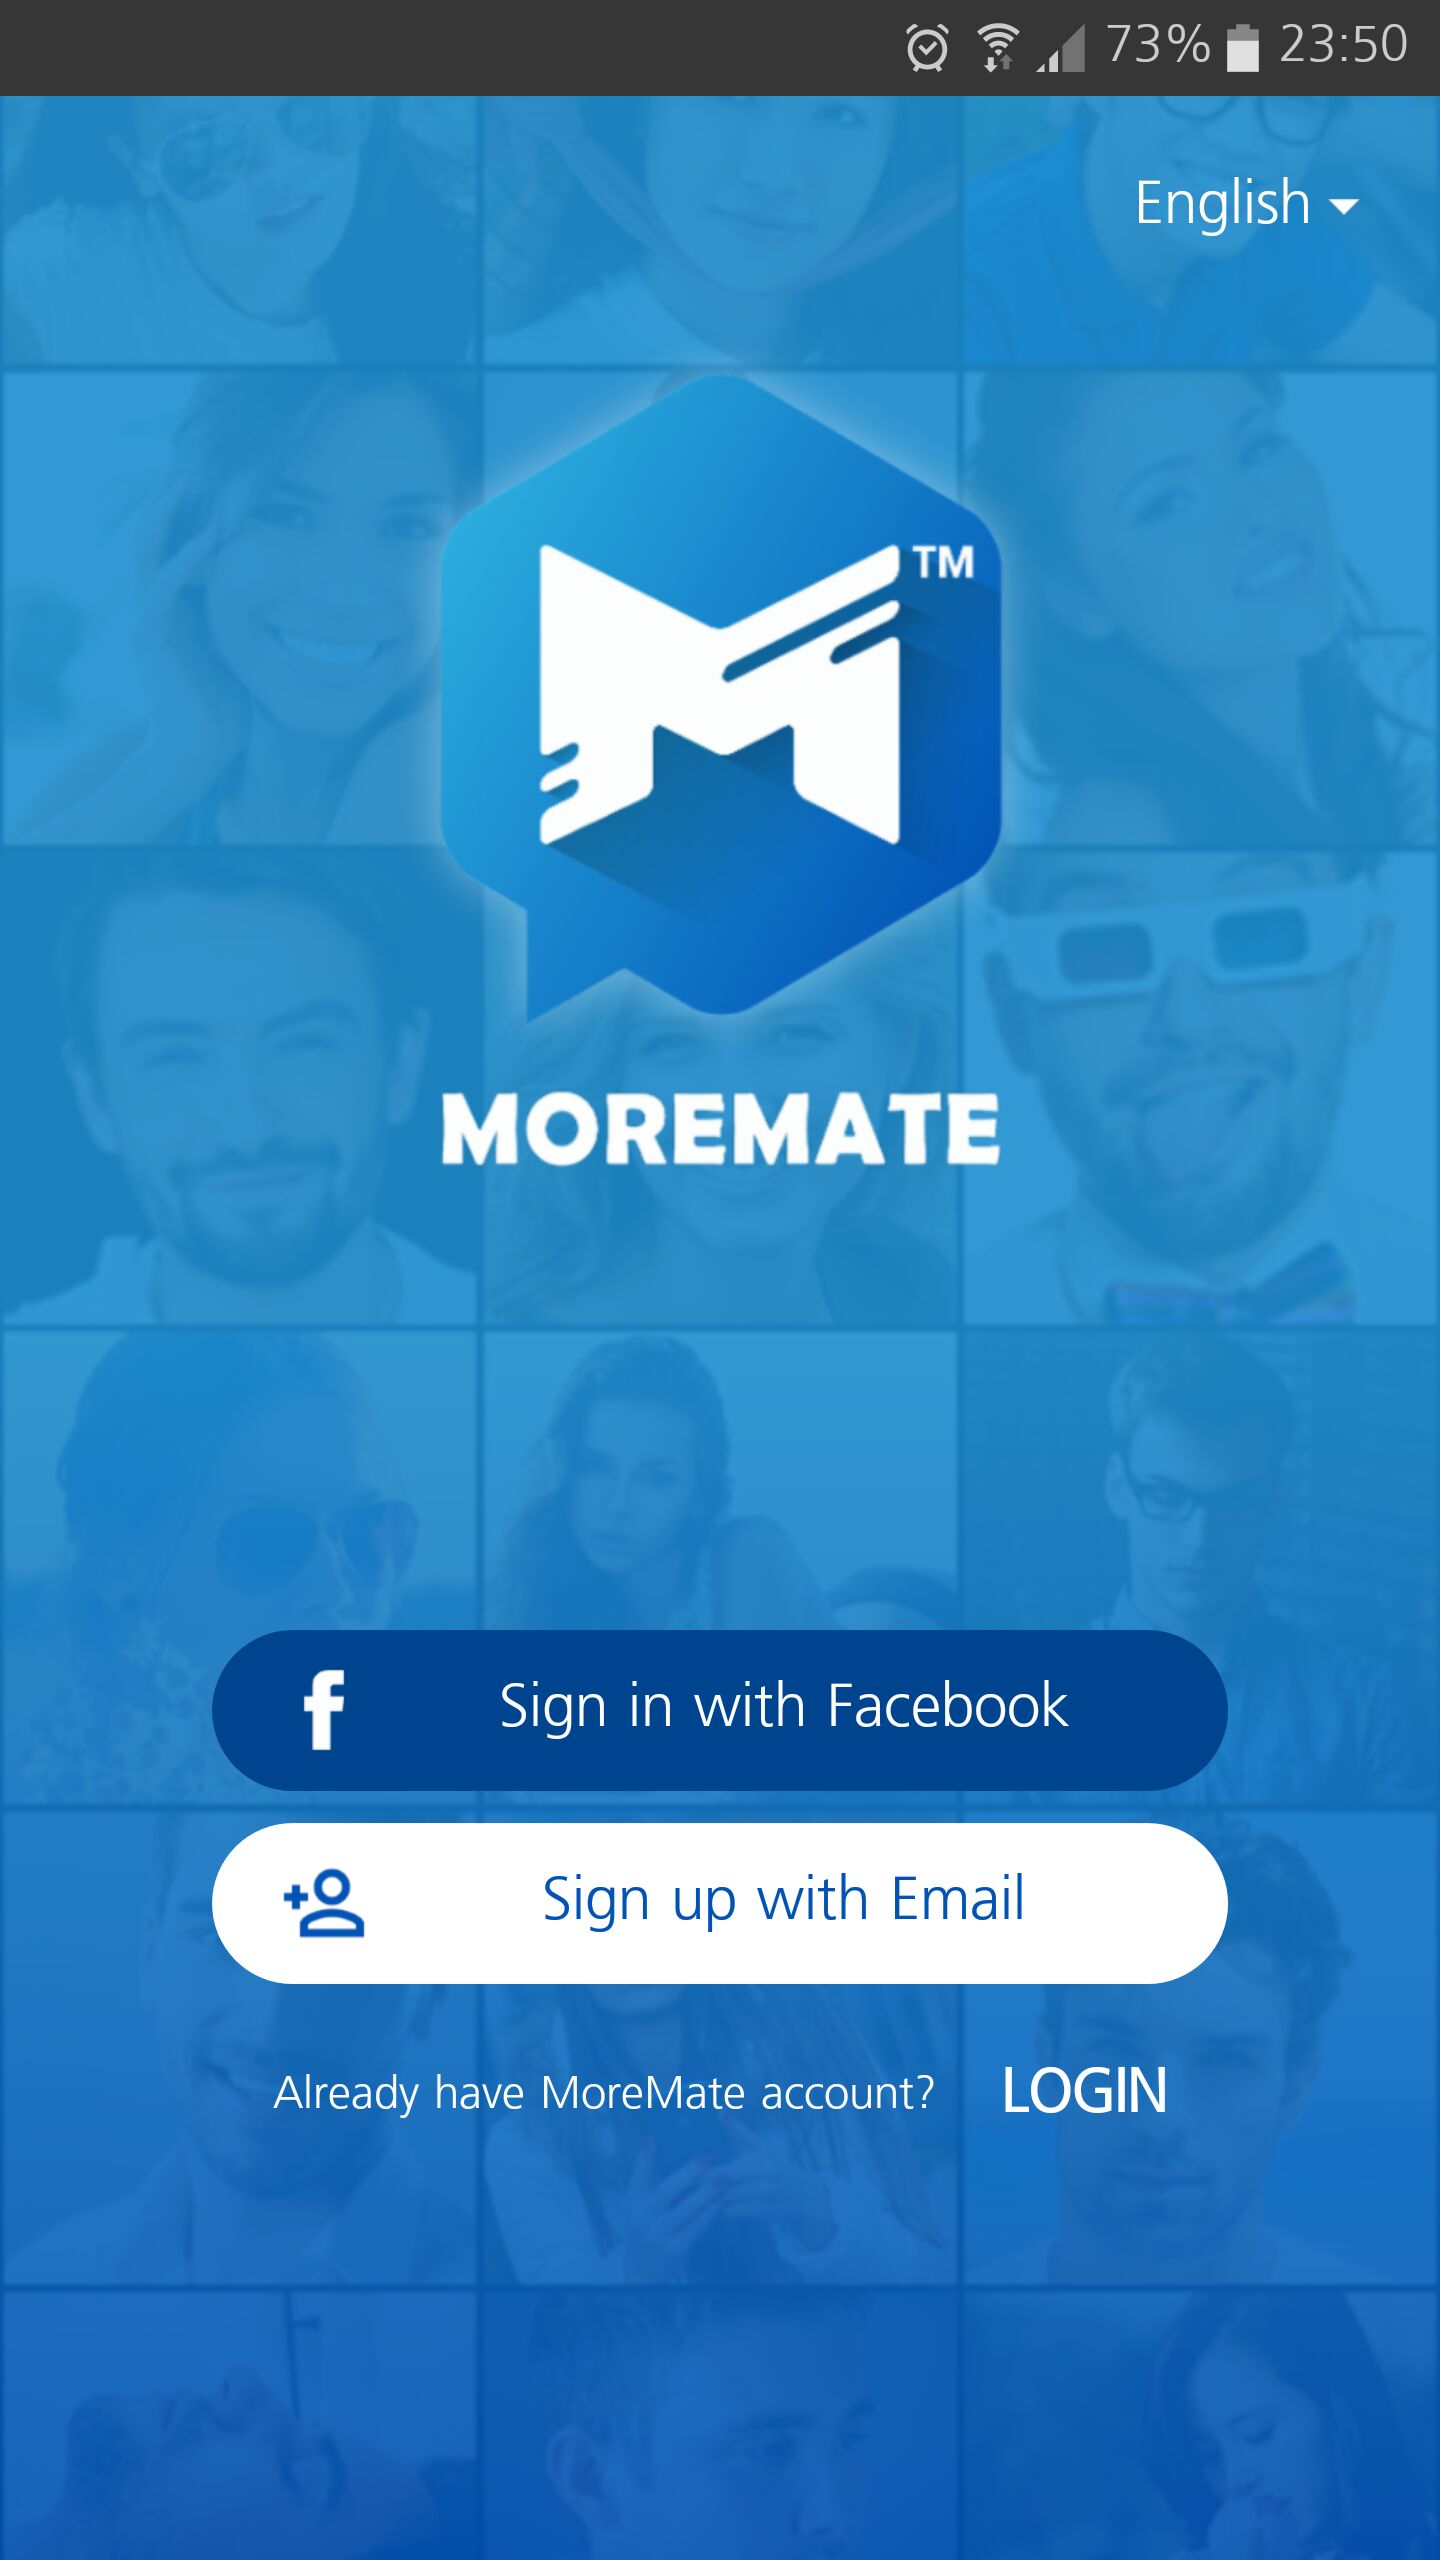 73% 23:50
English
TM
MOREMATE
Sign in with Facebook
Sign up with Email
Already have MoreMate account? LOGIN